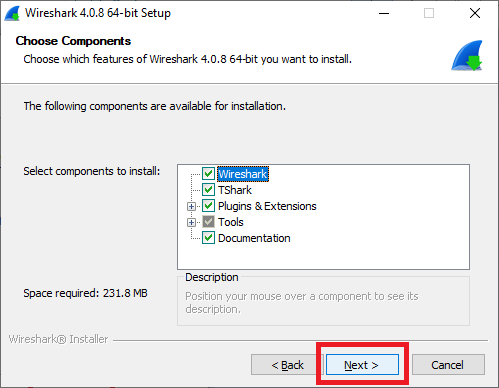 Wireshark 4.0.8 64-bit Setup
Choose Components
Choose which features of Wireshark 4.0.8 64-bit you want to install.
The following components are available for installation.
Select components to install:
Wireshark
TShark
Plugins & Extensions
Tools
Documentation
Space required: 231.8 MB
Description
Position your mouse over a component to see its
description.
Wireshark® Installer
< Back
Next >
Cancel